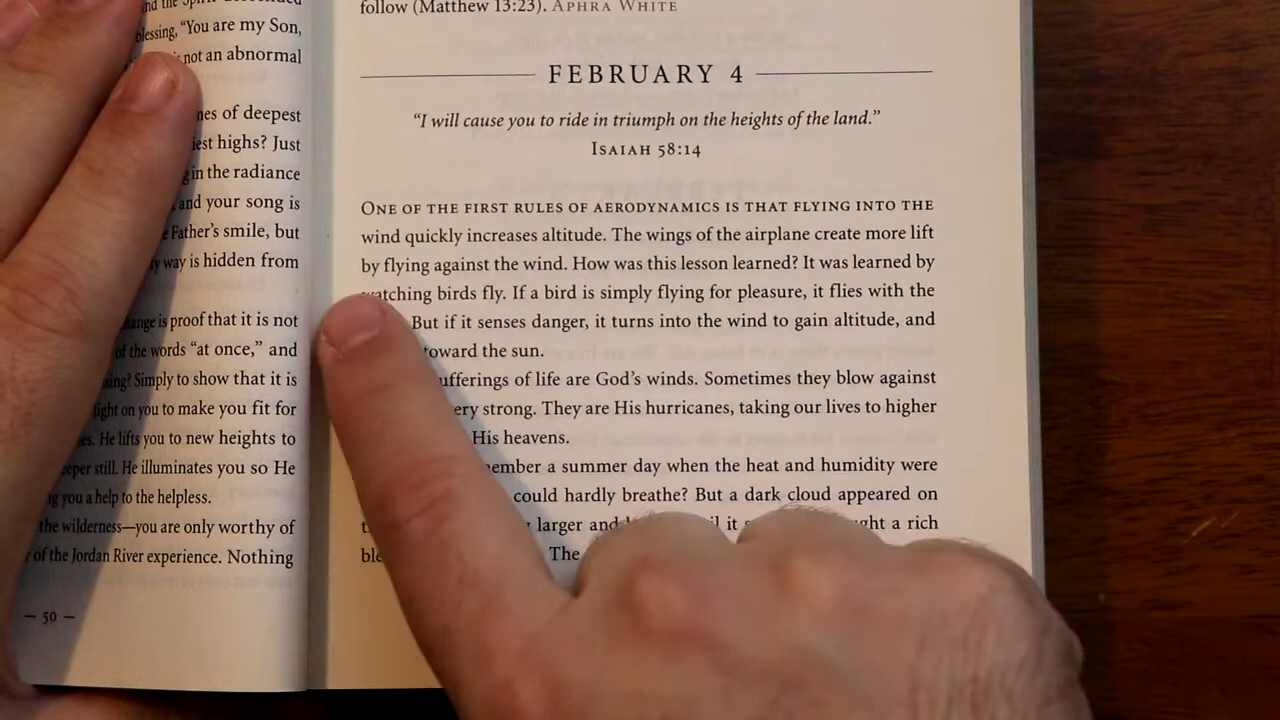 and the Spirit
blessing, “You are my Son,
not an abnormal
of deepest
highs? Just
in the radiance
and your song is
Father’s smile, but
way is hidden from
is proof that it is not
of the words “at once,” and
Simply to show that it is
on you to make you fit for
He lifts you to new heights to
still. He illuminates you so He
you a help to the helpless.
the wilderness—you are only worthy of
of the Jordan River experience. Nothing
— 50 —
follow (Matthew 13:23). APHRA WHITE
FEBRUARY 4
“I will cause you to ride in triumph on the heights of the land.”
ISAIAH 58:14
ONE OF THE FIRST RULES OF AERODYNAMICS IS THAT FLYING INTO THE
wind quickly increases altitude. The wings of the airplane create more lift
by flying against the wind. How was this lesson learned? It was learned by
watching birds fly. If a bird is simply flying for pleasure, it flies with the
But if it senses danger, it turns into the wind to gain altitude, and
toward the sun.
sufferings of life are God’s winds. Sometimes they blow against
very strong. They are His hurricanes, taking our lives to higher
His heavens.
a summer day when the heat and humidity were
could hardly breathe? But a dark cloud appeared on
larger and it a rich
The